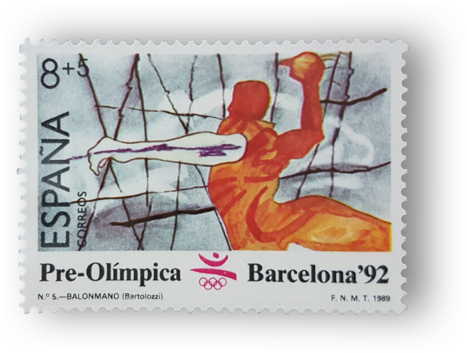 8+5
ESPAÑA
CORREOS
Pre-Olímpica Barcelona'92
N.º 5.—BALONMANO (Bartolozzi) F. N. M. T. 1989